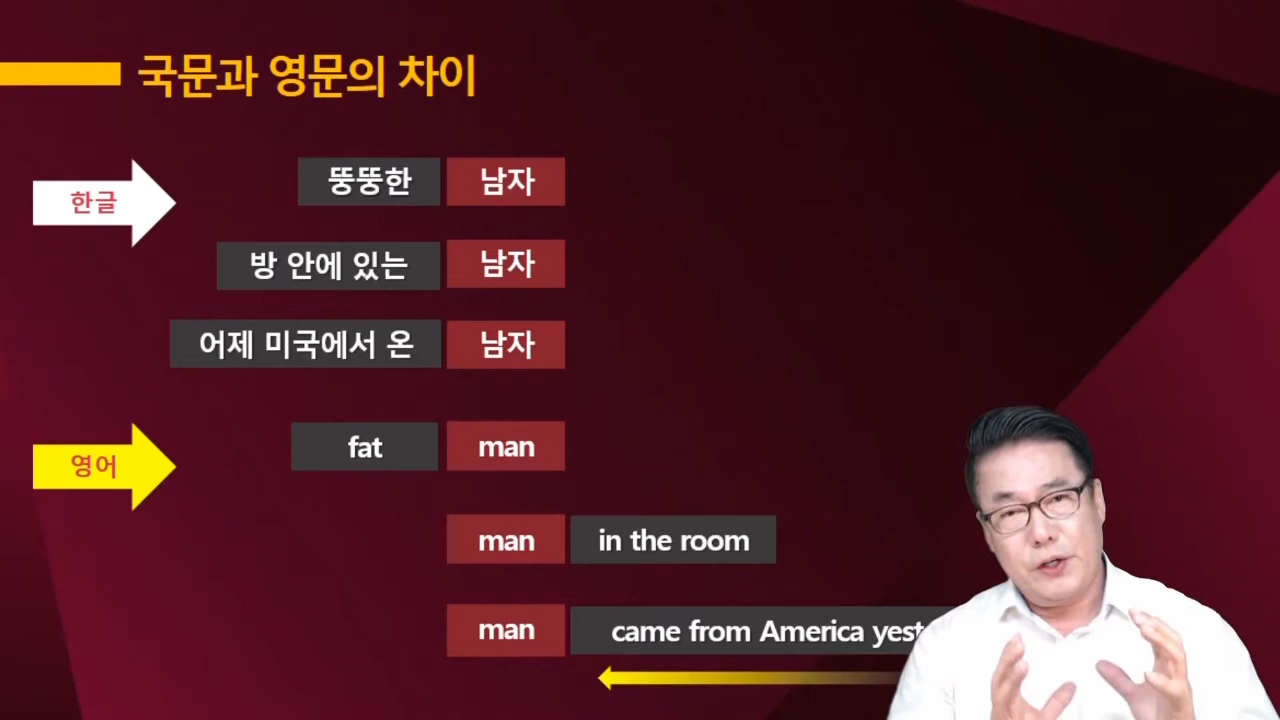 국문과 영문의 차이
한글
뚱뚱한 남자
방 안에 있는 남자
어제 미국에서 온 남자
영어
fat man
man in the room
man came from America